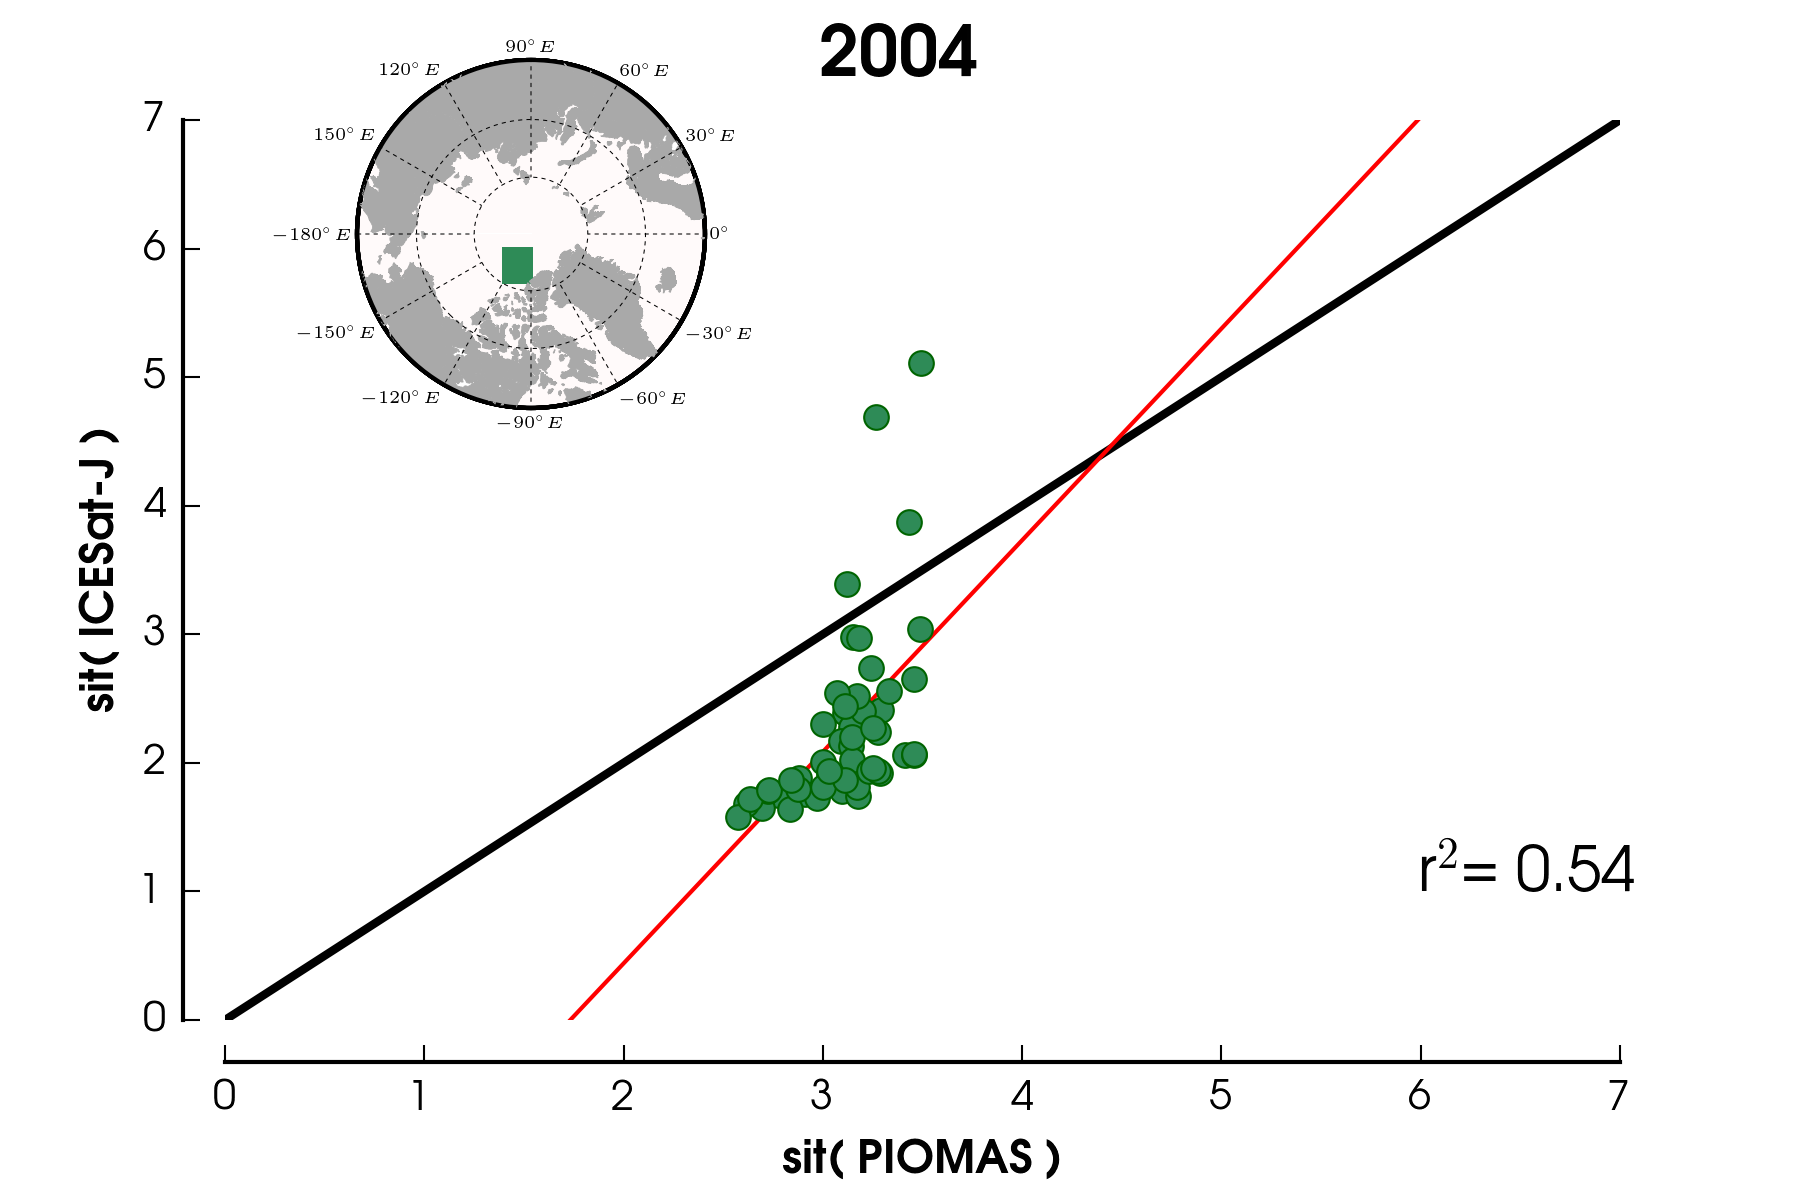 2004
90° E
120° E
60° E
150° E
30° E
−180° E
0°
−150° E
−30° E
−120° E
−60° E
−90° E
7
6
5
4
3
2
1
0
sit( ICESat-J )
r²= 0.54
0 1 2 3 4 5 6 7
sit( PIOMAS )